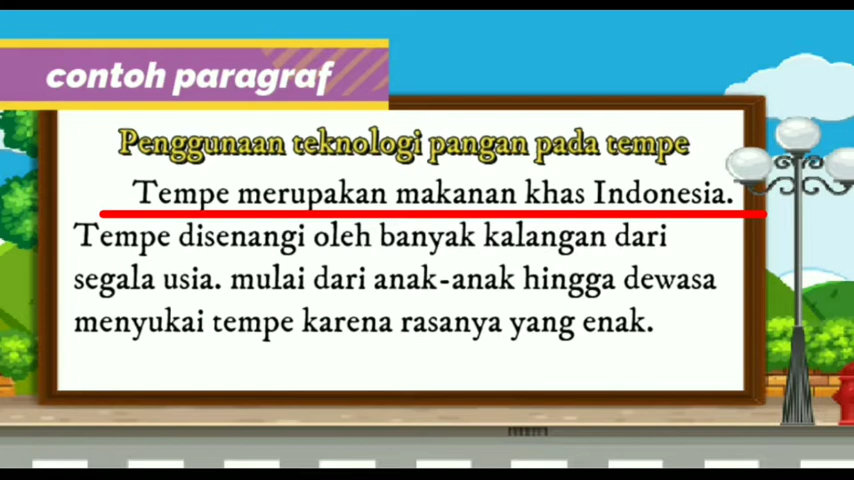 contoh paragraf
Penggunaan teknologi pangan pada tempe
Tempe merupakan makanan khas Indonesia.
Tempe disenangi oleh banyak kalangan dari
segala usia. mulai dari anak-anak hingga dewasa
menyukai tempe karena rasanya yang enak.